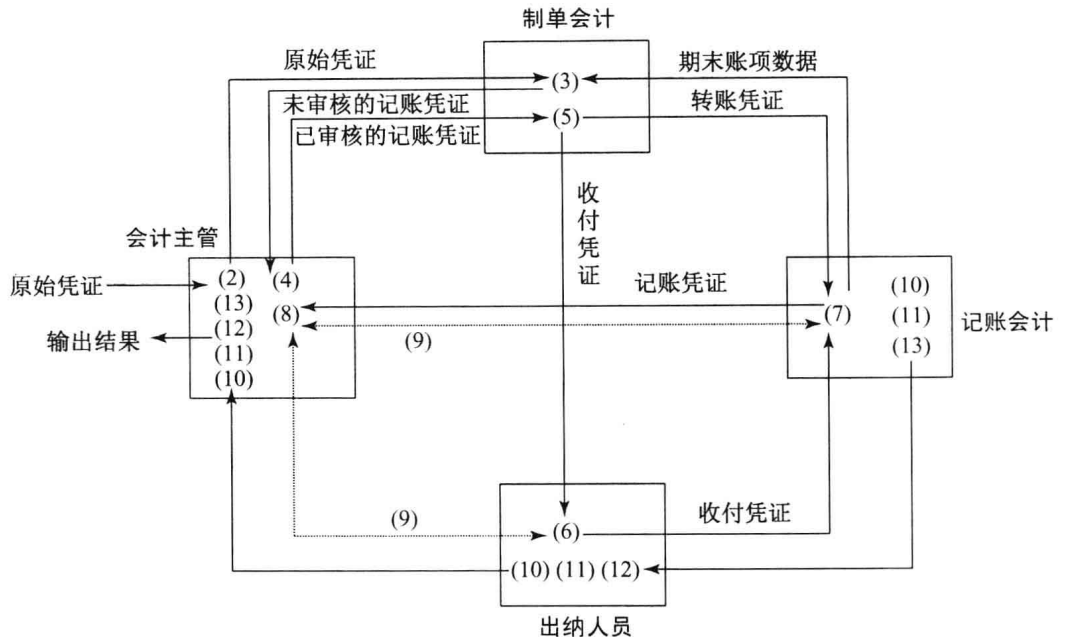 制单会计
原始凭证
期末账项数据
(3)
未审核的记账凭证
转账凭证
(5)
已审核的记账凭证
收付凭证
会计主管
原始凭证
(2)
(4)
(13)
(8)
(12)
(11)
(10)
输出结果
记账凭证
(9)
(7)
(10)
(11)
(13)
记账会计
(9)
(6)
收付凭证
(10) (11) (12)
出纳人员